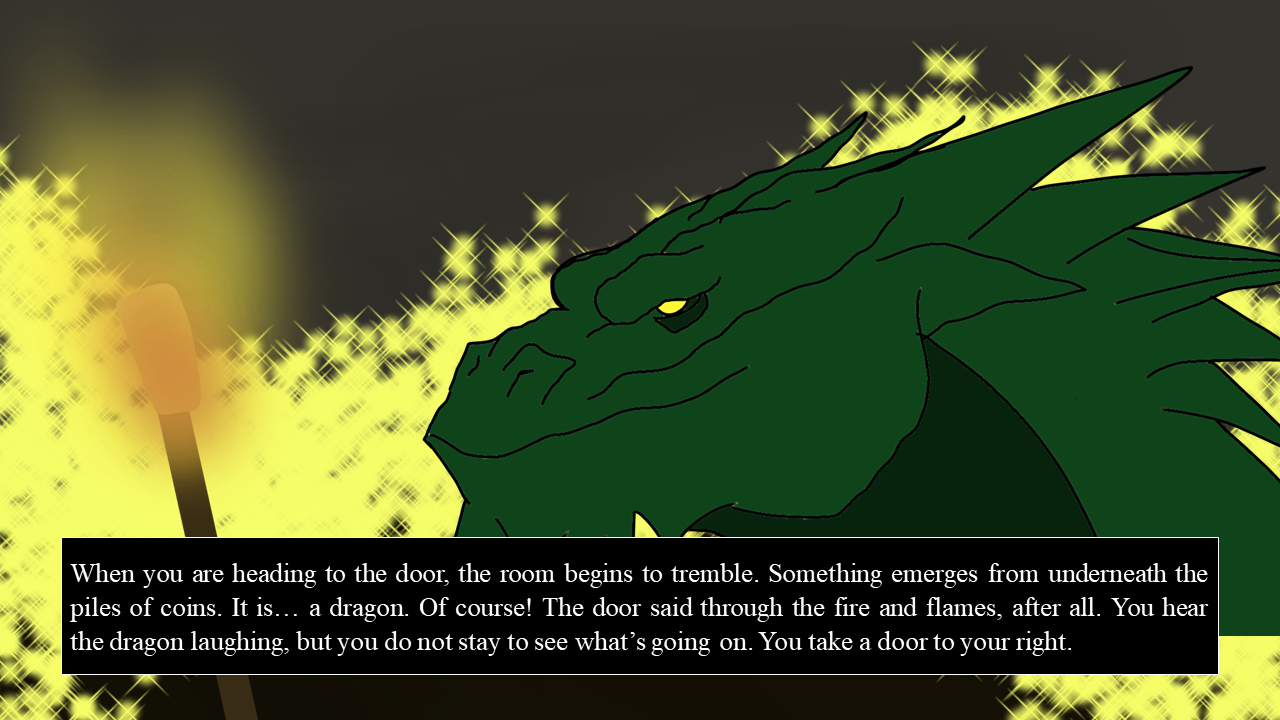 When you are heading to the door, the room begins to tremble. Something emerges from underneath the
piles of coins. It is… a dragon. Of course! The door said through the fire and flames, after all. You hear
the dragon laughing, but you do not stay to see what’s going on. You take a door to your right.